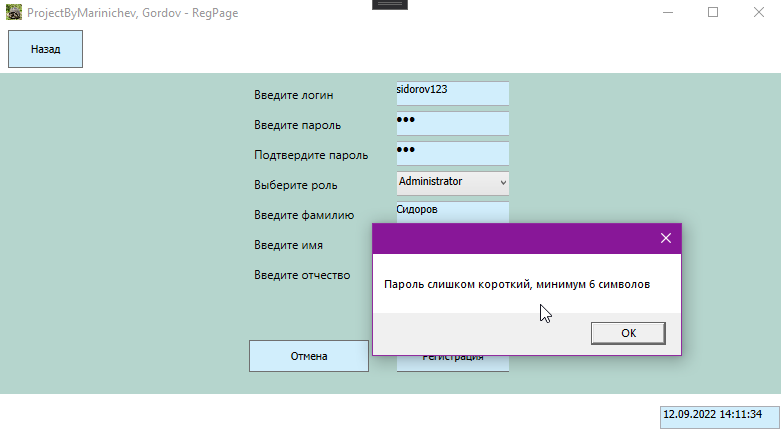 ProjectByMarinichev, Gordov - RegPage
Назад
Введите логин sidorov123
Введите пароль ●●●
Подтвердите пароль ●●●
Выберите роль Administrator
Введите фамилию Сидоров
Введите имя
Введите отчество
Пароль слишком короткий, минимум 6 символов
OK
Отмена
Регистрация
12.09.2022 14:11:34